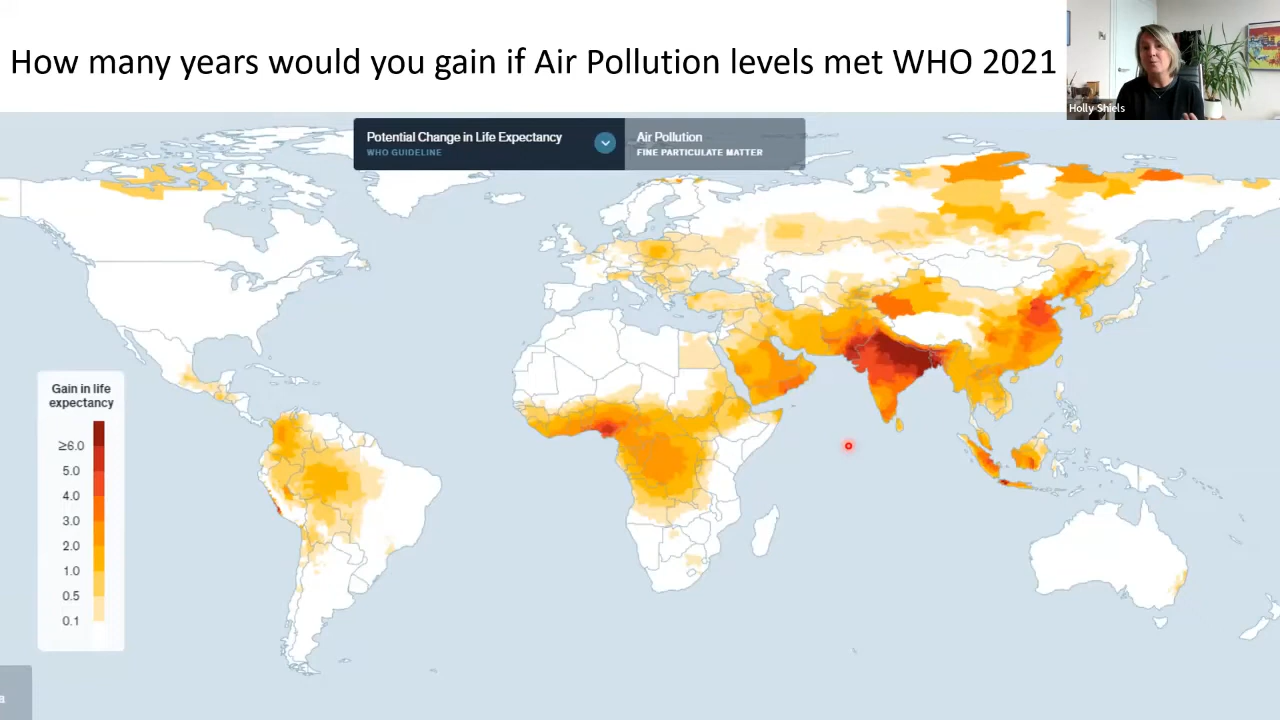 How many years would you gain if Air Pollution levels met WHO 2021
Holly Shiels
Potential Change in Life Expectancy
WHO GUIDELINE
Air Pollution
FINE PARTICULATE MATTER
Gain in life
expectancy
≥6.0
5.0
4.0
3.0
2.0
1.0
0.5
0.1
a